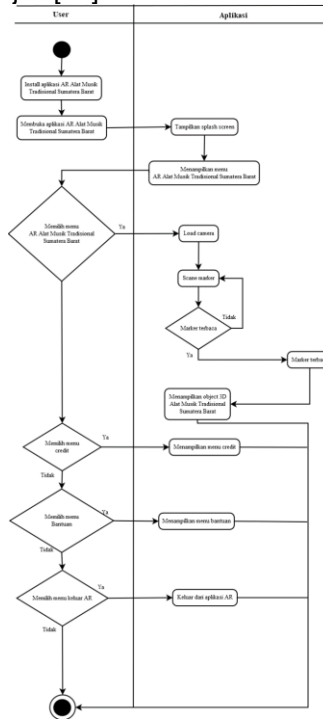 User
Aplikasi
Install aplikasi AR Alat Musik
Tradisional Sumatera Barat
Membuka aplikasi AR Alat Musik
Tradisional Sumatera Barat
Tampilkan splash screen
Menampilkan menu
AR Alat Musik Tradisional Sumatera Barat
Memilih menu
AR Alat Musik Tradisional
Sumatera Barat
Ya
Load camera
Scane marker
Tidak
Marker terbaca
Ya
Marker terbaca
Menampilkan object 3D
Alat Musik Tradisional
Sumatera Barat
Memilih menu
credit
Ya
Menampilkan menu credit
Tidak
Memilih menu
Bantuan
Ya
Menampilkan menu bantuan
Tidak
Memilih menu keluar AR
Ya
Keluar dari aplikasi AR
Tidak